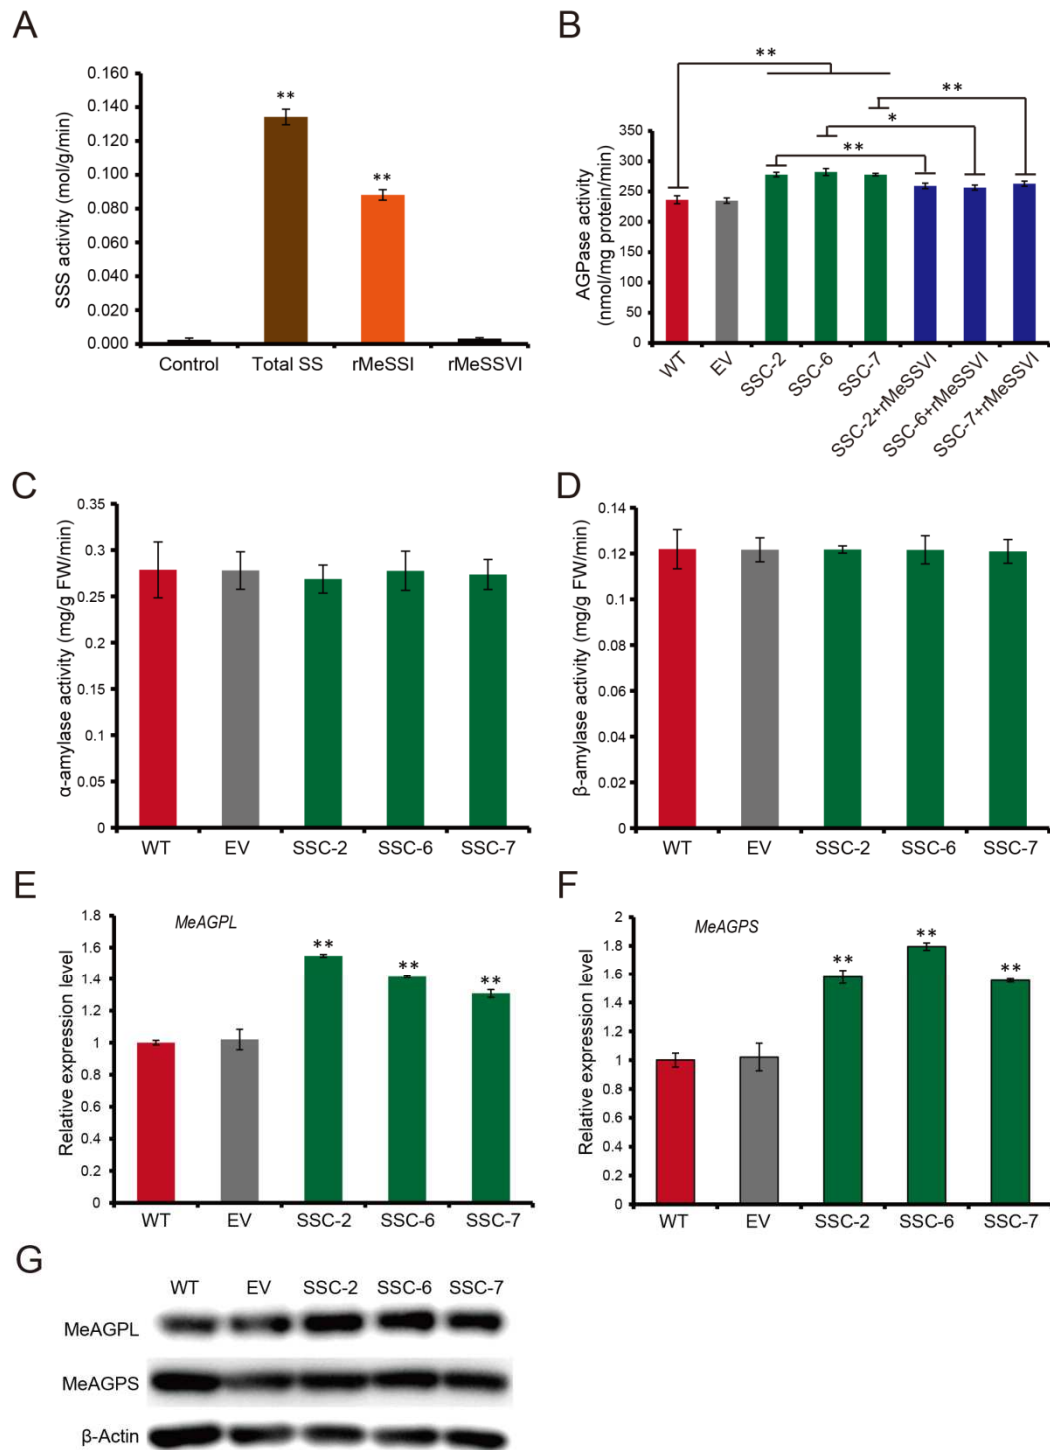 A
SSS activity (mol/g/min)
0.160
0.140
0.120
0.100
0.080
0.060
0.040
0.020
0.000
**
**
Control Total SS rMeSSI rMeSSVI
B
AGPase activity
(nmol/mg protein/min)
350
300
250
200
150
100
50
0
**
**
*
**
WT EV SSC-2 SSC-6 SSC-7 SSC-2+rMeSSVI SSC-6+rMeSSVI SSC-7+rMeSSVI
C
α-amylase activity (mg/g FW/min)
0.35
0.3
0.25
0.2
0.15
0.1
0.05
0
WT EV SSC-2 SSC-6 SSC-7
D
β-amylase activity (mg/g FW/min)
0.14
0.12
0.1
0.08
0.06
0.04
0.02
0
WT EV SSC-2 SSC-6 SSC-7
E
Relative expression level
1.8
1.6
1.4
1.2
1
0.8
0.6
0.4
0.2
0
MeAGPL
**
**
**
WT EV SSC-2 SSC-6 SSC-7
F
Relative expression level
2
1.8
1.6
1.4
1.2
1
0.8
0.6
0.4
0.2
0
MeAGPS
**
**
**
WT EV SSC-2 SSC-6 SSC-7
G
WT EV SSC-2 SSC-6 SSC-7
MeAGPL
MeAGPS
β-Actin